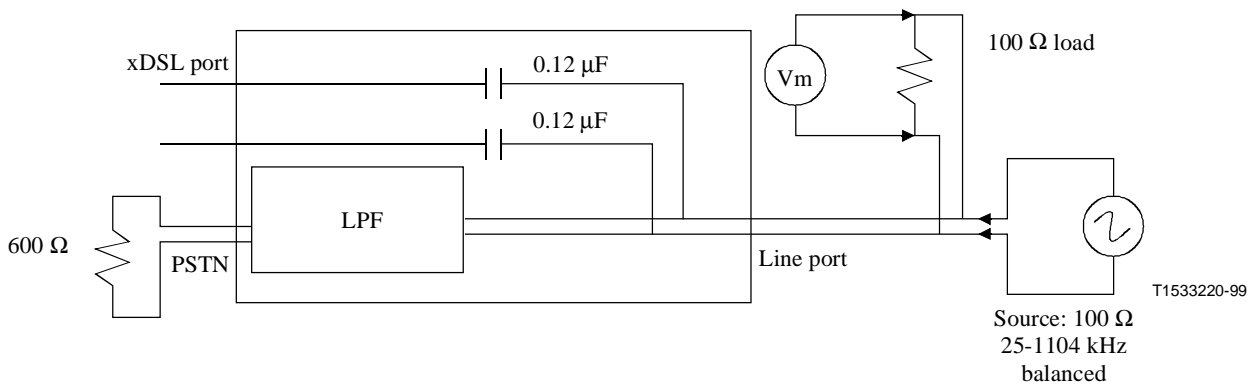 xDSL port
0.12 µF
0.12 µF
Vm
100 Ω load
LPF
600 Ω
PSTN
Line port
T1533220-99
Source: 100 Ω
25-1104 kHz
balanced